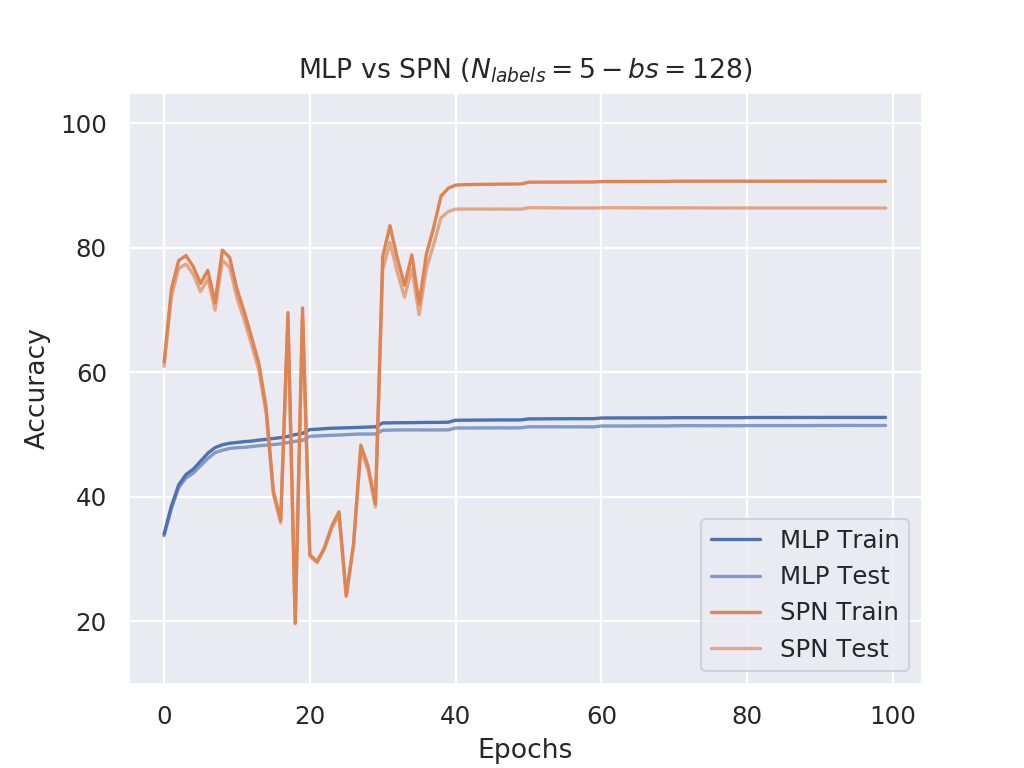 MLP vs SPN ($N_{labels} = 5 - bs = 128$)
100
80
60
40
20
Accuracy
0 20 40 60 80 100
Epochs
MLP Train
MLP Test
SPN Train
SPN Test